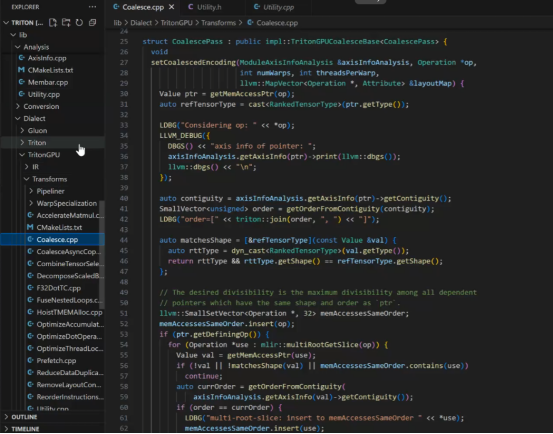 EXPLORER
TRITON [...
lib
Analysis
AxisInfo.cpp
CMakeLists.txt
Membar.cpp
Utility.cpp
Conversion
Dialect
Gluon
Triton
TritonGPU
IR
Transforms
Pipeliner
WarpSpecialization
AccelerateMatmul.c...
CMakeLists.txt
Coalesce.cpp
CoalesceAsyncCop...
CombineTensorSele...
DecomposeScaledB...
F32DotTC.cpp
FuseNestedLoops.c...
HoistTMEMAlloc.cpp
OptimizeAccumulat...
OptimizeDotOpera...
OptimizeThreadLoc...
Prefetch.cpp
ReduceDataDuplica...
RemoveLayoutCon...
ReorderInstructions...
Utility.cpp
OUTLINE
TIMELINE
Coalesce.cpp
Utility.h
Utility.cpp
lib > Dialect > TritonGPU > Transforms > Coalesce.cpp
24
25 struct CoalescePass : public impl::TritonGPUCoalesceBase<CoalescePass> {
26 void
27 setCoalescedEncoding(ModuleAxisInfoAnalysis &axisInfoAnalysis, Operation *op,
28 int numWarps, int threadsPerWarp,
29 llvm::MapVector<Operation *, Attribute> &layoutMap) {
30 Value ptr = getMemAccessPtr(op);
31 auto refTensorType = cast<RankedTensorType>(ptr.getType());
32
33 LDBG("Considering op: " << *op);
34 LLVM_DEBUG({
35 DBGS() << "axis info of pointer: ";
36 axisInfoAnalysis.getAxisInfo(ptr)->print(llvm::dbgs());
37 llvm::dbgs() << "\n";
38 });
39
40 auto contiguity = axisInfoAnalysis.getAxisInfo(ptr)->getContiguity();
41 SmallVector<unsigned> order = getOrderFromContiguity(contiguity);
42 LDBG("order=[" << triton::join(order, ", ") << "]");
43
44 auto matchesShape = [&refTensorType](const Value &val) {
45 auto rttType = dyn_cast<RankedTensorType>(val.getType());
46 return rttType && rttType.getShape() == refTensorType.getShape();
47 };
48
49 // The desired divisibility is the maximum divisibility among all dependent
50 // pointers which have the same shape and order as `ptr`.
51 llvm::SmallSetVector<Operation *, 32> memAccessesSameOrder;
52 memAccessesSameOrder.insert(op);
53 if (ptr.getDefiningOp()) {
54 for (Operation *use : mlir::multiRootGetSlice(op)) {
55 Value val = getMemAccessPtr(use);
56 if (!val || !matchesShape(val) || memAccessesSameOrder.contains(use))
57 continue;
58 auto currOrder = getOrderFromContiguity(
59 axisInfoAnalysis.getAxisInfo(val)->getContiguity());
60 if (order == currOrder) {
61 LDBG("multi-root-slice: insert to memAccessesSameOrder " << *use);
62 memAccessesSameOrder.insert(use);